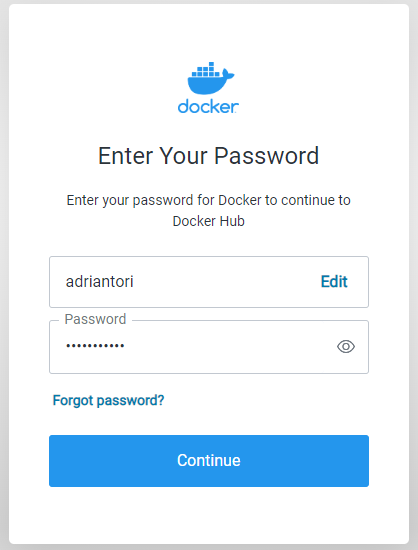 docker
Enter Your Password
Enter your password for Docker to continue to
Docker Hub
adriantori
Edit
Password
•••••••••••
Forgot password?
Continue